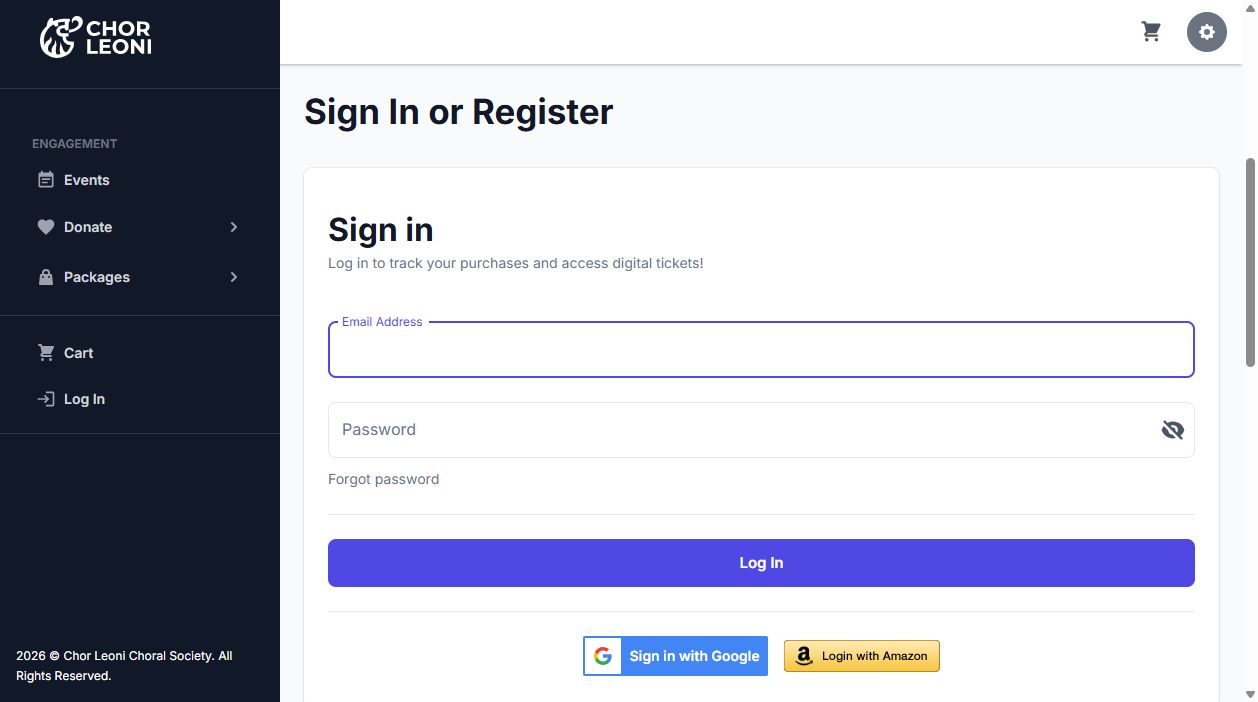 CHOR
LEONI
ENGAGEMENT
Events
Donate
Packages
Cart
Log In
2026 © Chor Leoni Choral Society. All
Rights Reserved.
Sign In or Register
Sign in
Log in to track your purchases and access digital tickets!
Email Address
Password
Forgot password
Log In
Sign in with Google
Login with Amazon